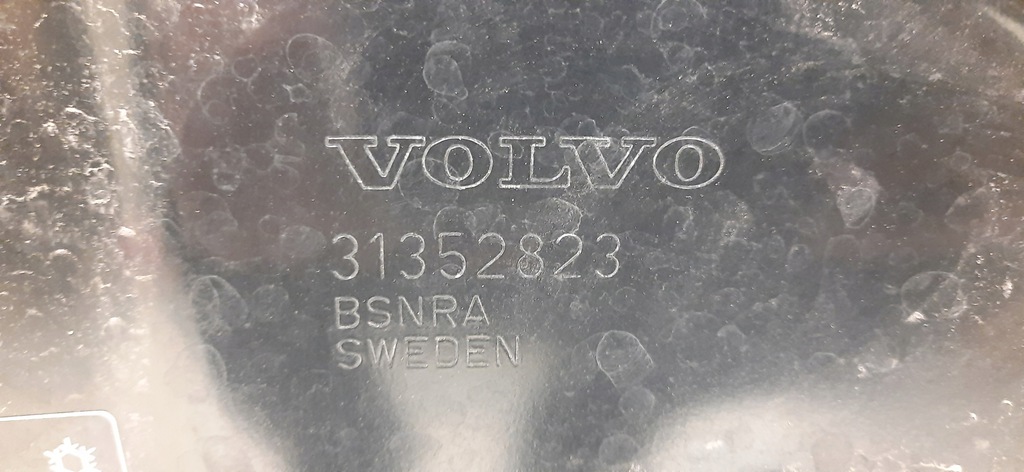 VOLVO
31352823
BSNRA
SWEDEN